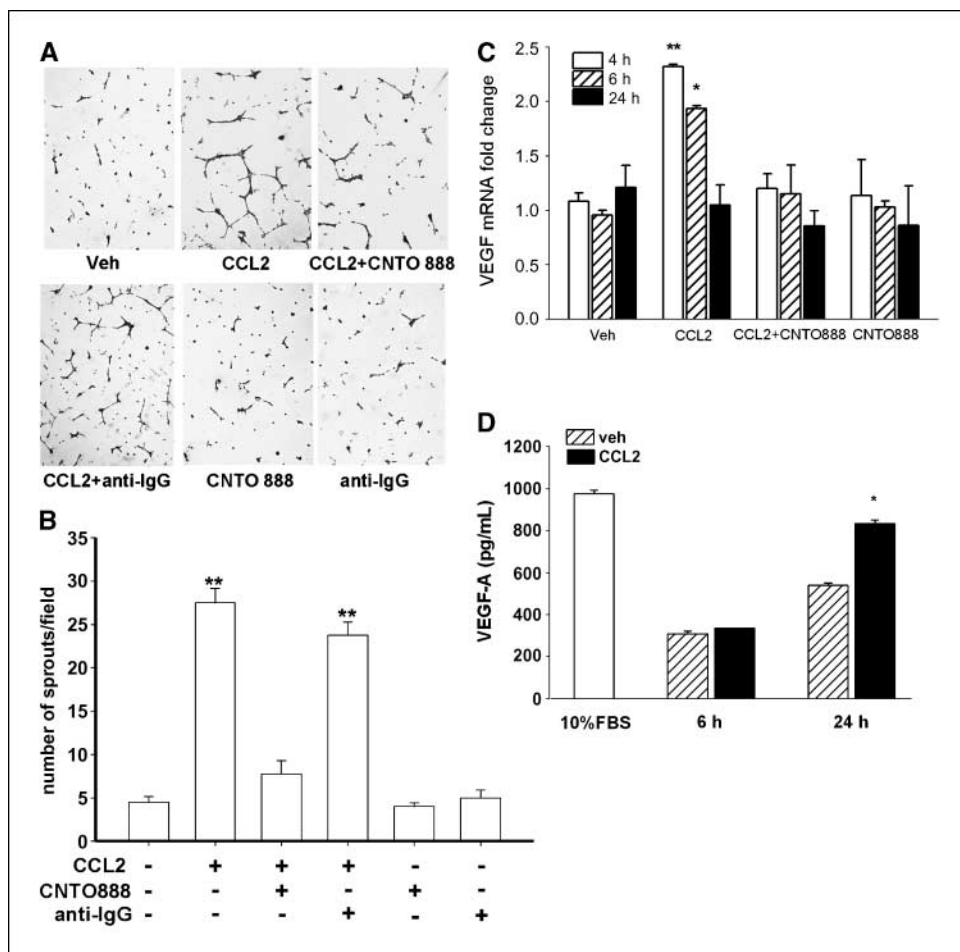 A
Veh
CCL2
CCL2+CNTO 888
CCL2+anti-IgG
CNTO 888
anti-IgG
B
number of sprouts/field
35
30
25
20
15
10
5
0
**
**
CCL2 - + + + - -
CNTO888 - - + - + -
anti-IgG - - - + - +
C
VEGF mRNA fold change
2.5
2.0
1.5
1.0
0.5
0.0
4 h
6 h
24 h
**
*
Veh
CCL2
CCL2+CNTO888
CNTO888
D
VEGF-A (pg/mL)
1200
1000
800
600
400
200
0
veh
CCL2
*
10%FBS
6 h
24 h